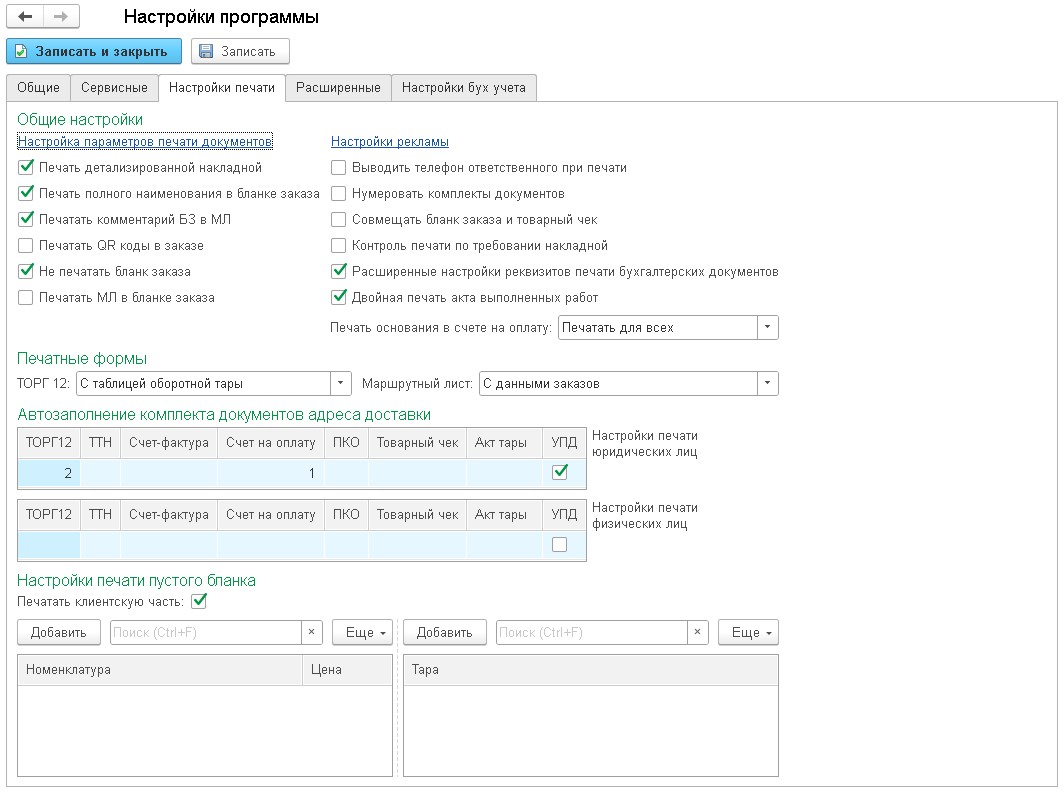 Настройки программы
Записать и закрыть Записать
Общие Сервисные Настройки печати Расширенные Настройки бух учета
Общие настройки
Настройка параметров печати документов Настройки рекламы
Печать детализированной накладной Выводить телефон ответственного при печати
Печать полного наименования в бланке заказа Нумеровать комплекты документов
Печатать комментарий БЗ в МЛ Совмещать бланк заказа и товарный чек
Печатать QR коды в заказе Контроль печати по требовании накладной
Не печатать бланк заказа Расширенные настройки реквизитов печати бухгалтерских документов
Печатать МЛ в бланке заказа Двойная печать акта выполненных работ
Печать основания в счете на оплату: Печатать для всех
Печатные формы
ТОРГ 12: С таблицей оборотной тары Маршрутный лист: С данными заказов
Автозаполнение комплекта документов адреса доставки
ТОРГ12 ТТН Счет-фактура Счет на оплату ПКО Товарный чек Акт тары УПД
Настройки печати
юридических лиц
2 1
ТОРГ12 ТТН Счет-фактура Счет на оплату ПКО Товарный чек Акт тары УПД
Настройки печати
физических лиц
Настройки печати пустого бланка
Печатать клиентскую часть:
Добавить Поиск (Ctrl+F) × Еще Добавить Поиск (Ctrl+F) × Еще
Номенклатура Цена Тара